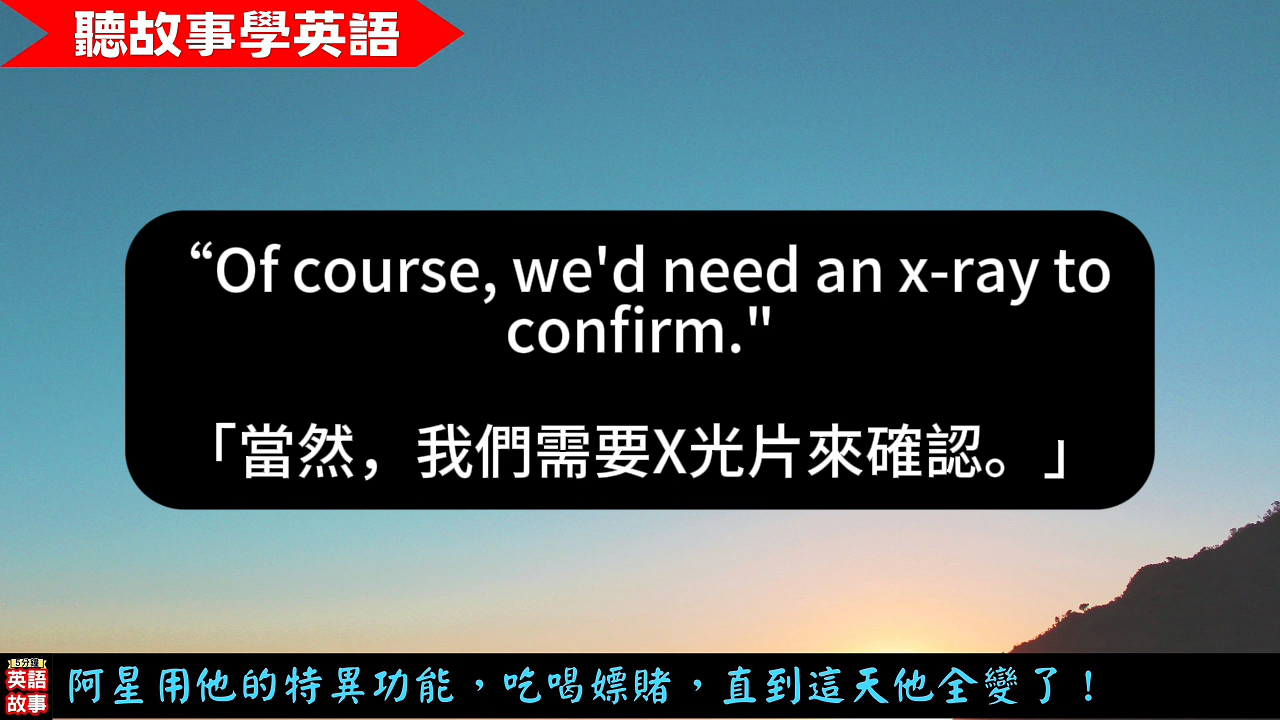 聽故事學英語
“Of course, we'd need an x-ray to
confirm."
「當然，我們需要X光片來確認。」
5分鐘
英語
故事
阿星用他的特異功能，吃喝嫖賭，直到這天他全變了！